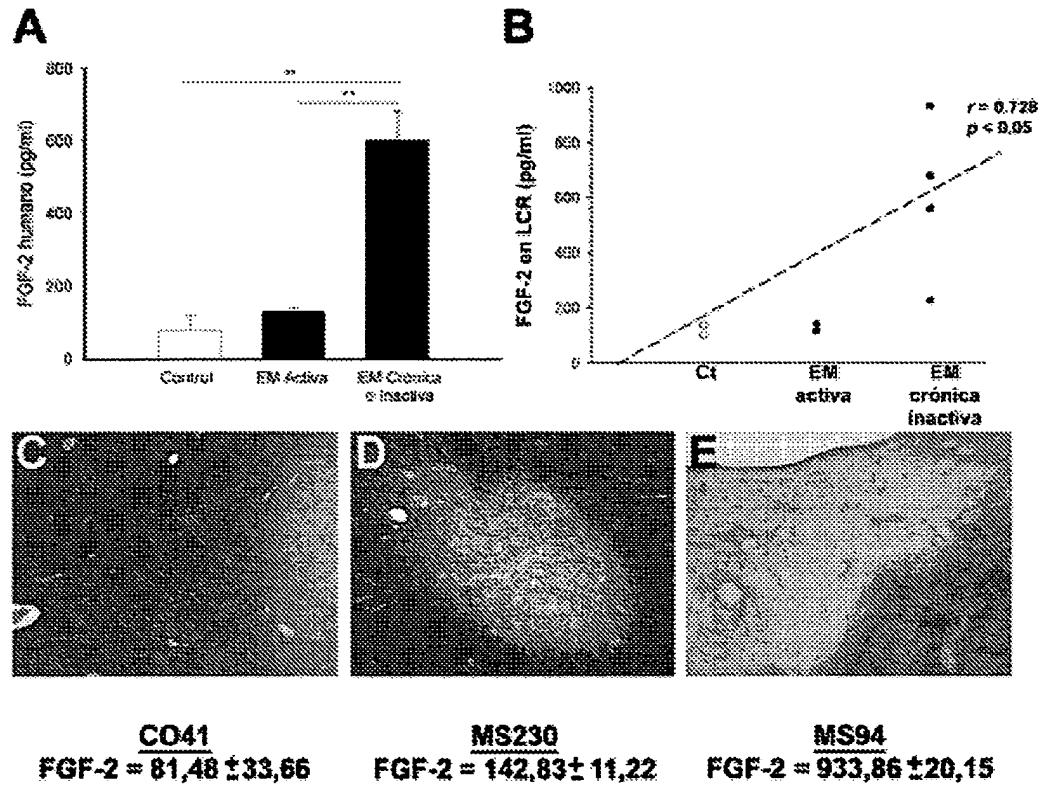 A
FGF-2 humano (pg/ml)
800
600
400
200
0
**
**
Control
EM Activa
EM Crónica
o Inactiva
B
FGF-2 en LCR (pg/ml)
1000
800
600
400
200
0
r = 0.728
p < 0,05
Ct
EM
activa
EM
crónica
inactiva
C
D
E
CO41
FGF-2 = 81,48 ±33,66
MS230
FGF-2 = 142,83± 11,22
MS94
FGF-2 = 933,86 ±20,15